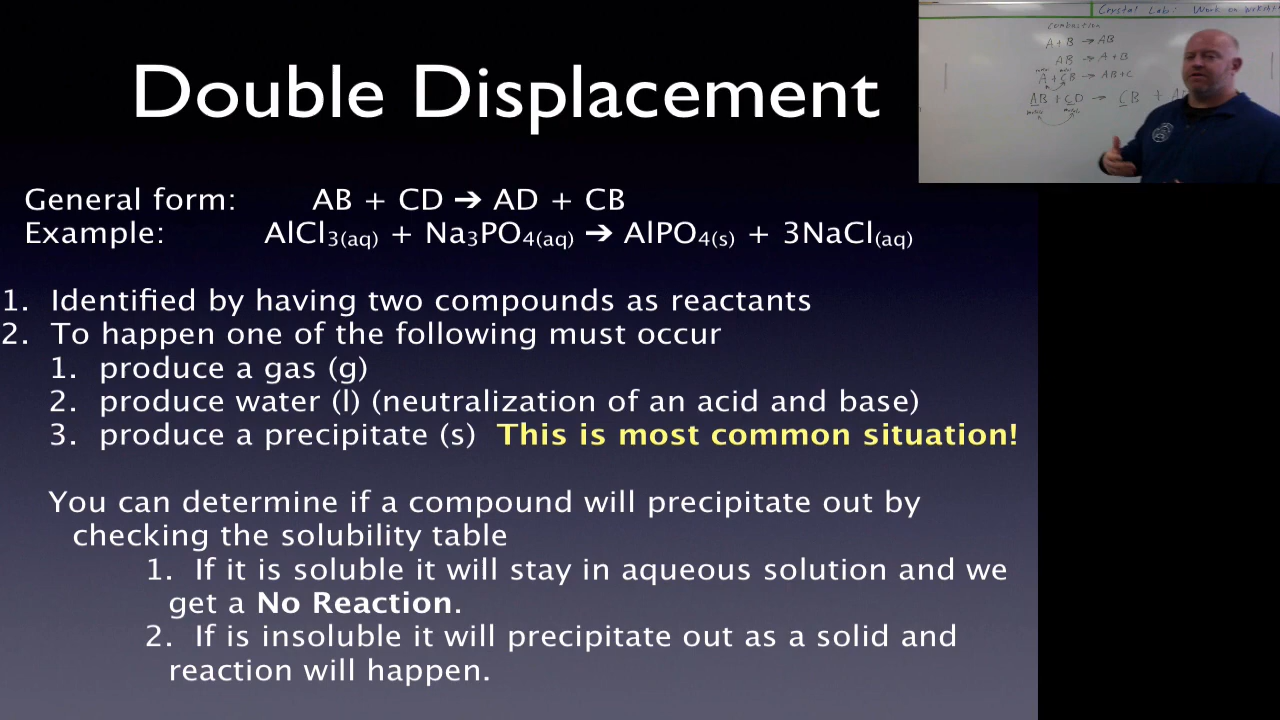 Double Displacement
General form: AB + CD ➔ AD + CB
Example: AlCl3(aq) + Na3PO4(aq) ➔ AlPO4(s) + 3NaCl(aq)
1. Identified by having two compounds as reactants
2. To happen one of the following must occur
1. produce a gas (g)
2. produce water (l) (neutralization of an acid and base)
3. produce a precipitate (s) This is most common situation!
You can determine if a compound will precipitate out by
checking the solubility table
1. If it is soluble it will stay in aqueous solution and we
get a No Reaction.
2. If is insoluble it will precipitate out as a solid and
reaction will happen.
Crystal Lab: Work on
combustion
A + B → AB
AB → A + B
A + CB → AB + C
AB + CD → CB +